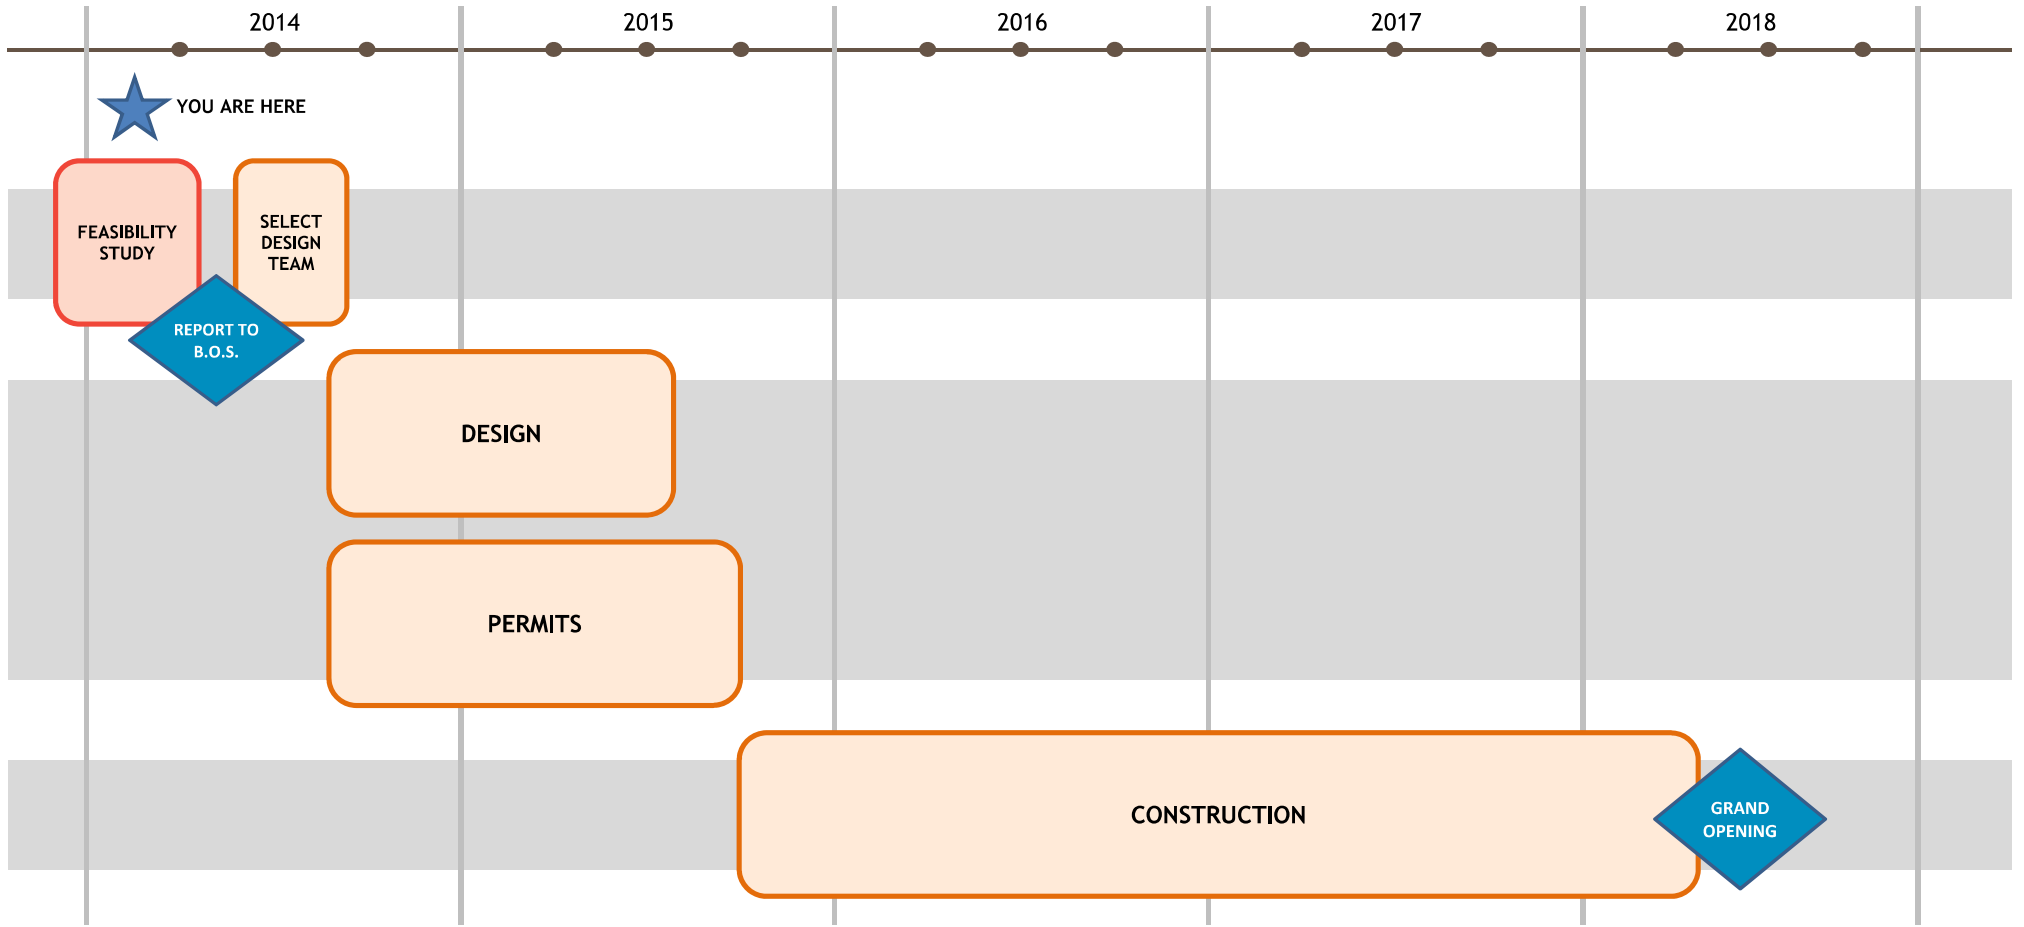 2014
2015
2016
2017
2018
YOU ARE HERE
FEASIBILITY
STUDY
SELECT
DESIGN
TEAM
REPORT TO
B.O.S.
DESIGN
PERMITS
CONSTRUCTION
GRAND
OPENING